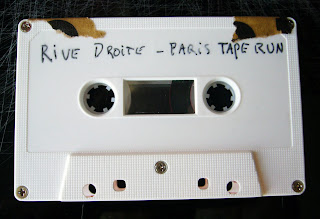 RIVE DROITE - PARIS TAPE RUN